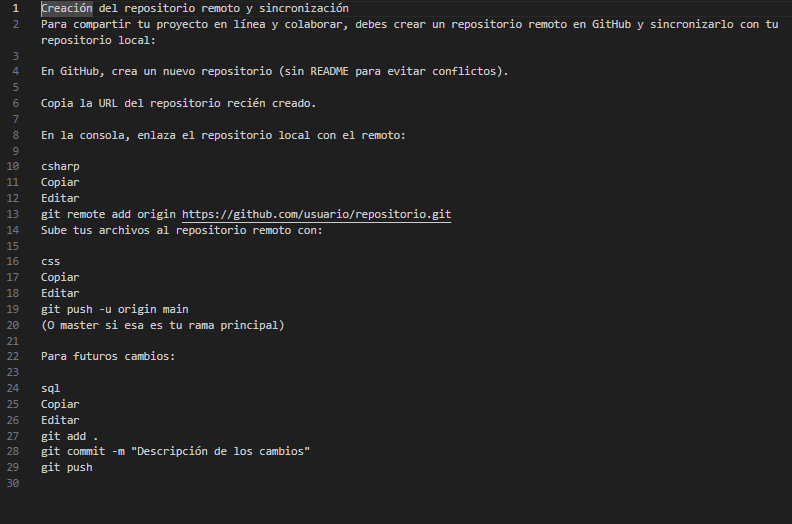 1 Creación del repositorio remoto y sincronización
2 Para compartir tu proyecto en línea y colaborar, debes crear un repositorio remoto en GitHub y sincronizarlo con tu
repositorio local:
3
4 En GitHub, crea un nuevo repositorio (sin README para evitar conflictos).
5
6 Copia la URL del repositorio recién creado.
7
8 En la consola, enlaza el repositorio local con el remoto:
9
10 csharp
11 Copiar
12 Editar
13 git remote add origin https://github.com/usuario/repositorio.git
14 Sube tus archivos al repositorio remoto con:
15
16 css
17 Copiar
18 Editar
19 git push -u origin main
20 (O master si esa es tu rama principal)
21
22 Para futuros cambios:
23
24 sql
25 Copiar
26 Editar
27 git add .
28 git commit -m "Descripción de los cambios"
29 git push
30